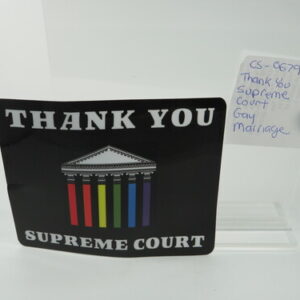 THANK YOU
SUPREME COURT
CS-0679
Thank You
Supreme
Court
Gay
Marriage